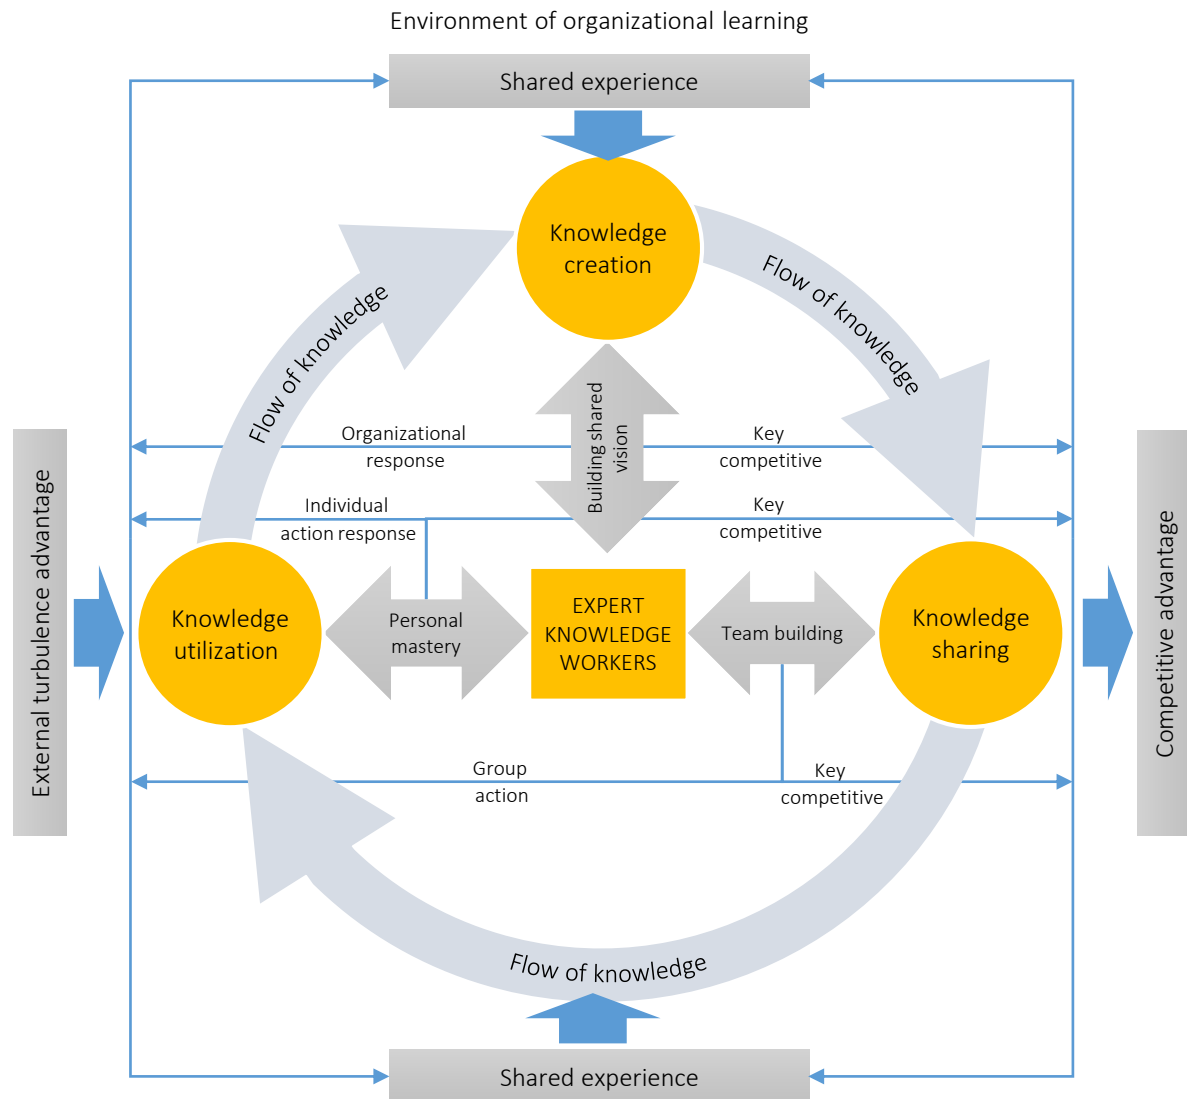 Environment of organizational learning
Shared experience
Knowledge
creation
Flow of knowledge
Flow of knowledge
Building shared
vision
Organizational
response
Key
competitive
Individual
action response
Key
competitive
External turbulence advantage
Knowledge
utilization
Personal
mastery
EXPERT
KNOWLEDGE
WORKERS
Team building
Knowledge
sharing
Competitive advantage
Group
action
Key
competitive
Flow of knowledge
Shared experience